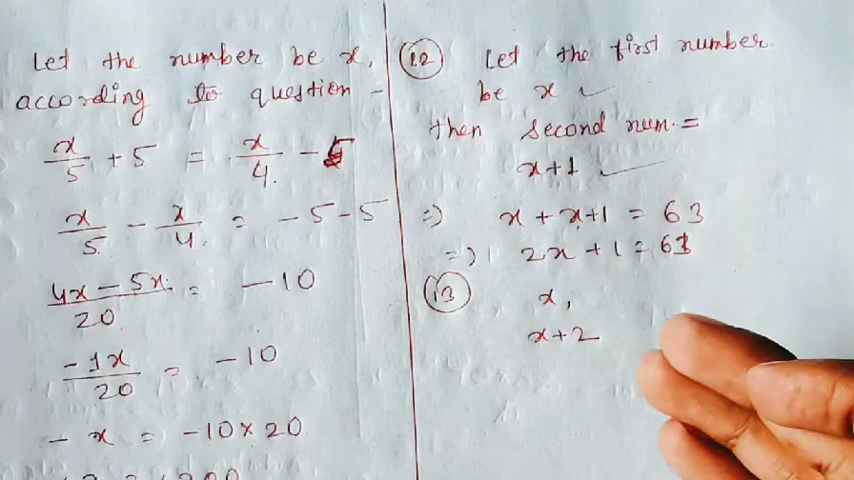 Let the number be x,
according to question -
x/5 + 5 = x/4 - 5
x/5 - x/4 = -5-5
4x - 5x/20 = -10
-1x/20 = -10
- x = -10 x 20
12 Let the first number
be x
then second num. =
x+1
=> x + x+1 = 63
=> 2x + 1 = 63
13 x,
x+2